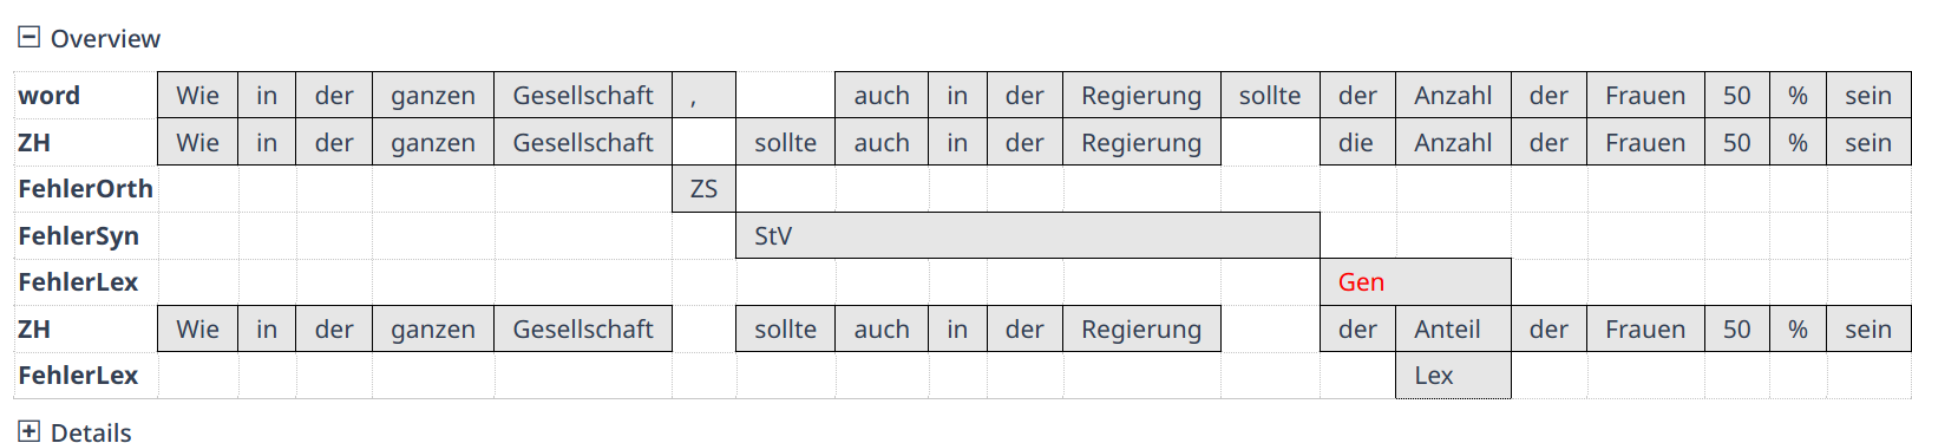 Overview
word Wie in der ganzen Gesellschaft , auch in der Regierung sollte der Anzahl der Frauen 50 % sein
ZH Wie in der ganzen Gesellschaft sollte auch in der Regierung die Anzahl der Frauen 50 % sein
FehlerOrth ZS
FehlerSyn StV
FehlerLex Gen
ZH Wie in der ganzen Gesellschaft sollte auch in der Regierung der Anteil der Frauen 50 % sein
FehlerLex Lex
Details